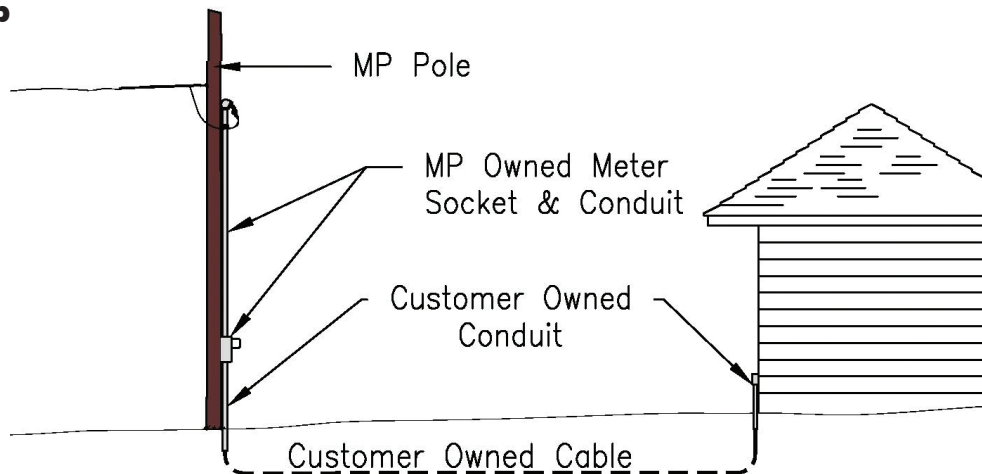 MP Pole
MP Owned Meter
Socket & Conduit
Customer Owned
Conduit
Customer Owned Cable